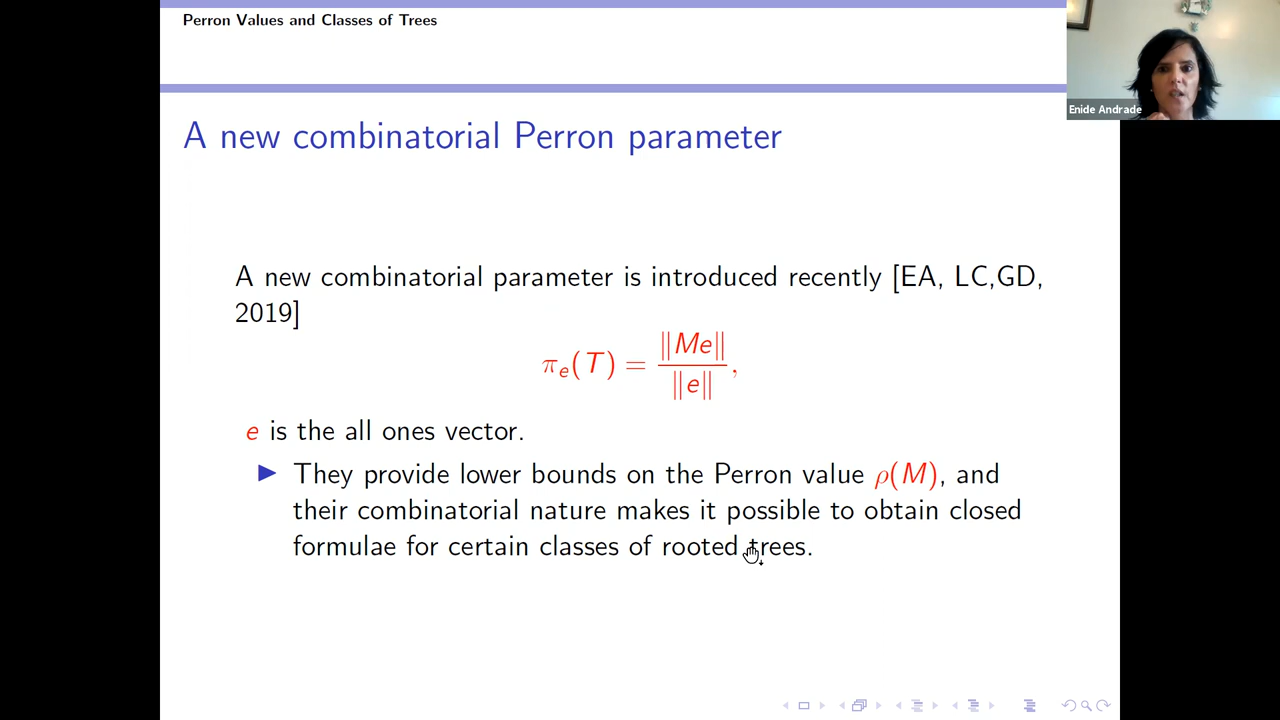 Perron Values and Classes of Trees
Enide Andrade
A new combinatorial Perron parameter
A new combinatorial parameter is introduced recently [EA, LC,GD,
2019]
πₑ(T) = ‖Me‖ / ‖e‖,
e is the all ones vector.
They provide lower bounds on the Perron value ρ(M), and
their combinatorial nature makes it possible to obtain closed
formulae for certain classes of rooted trees.